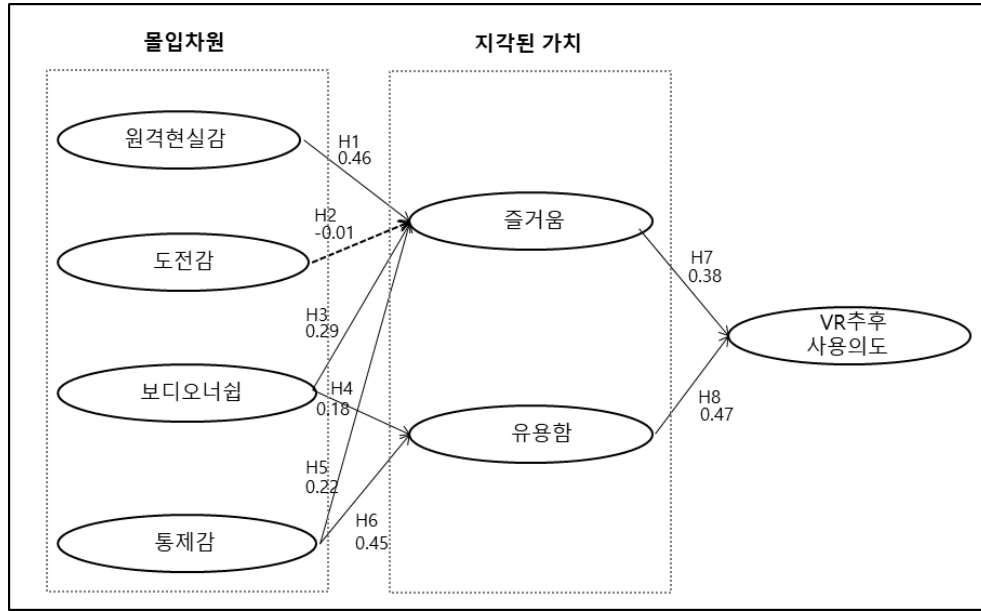 몰입차원
지각된 가치
원격현실감
H1
0.46
H2
-0.01
즐거움
도전감
H7
0.38
H3
0.29
VR추후
사용의도
보디오너쉽
H4
0.18
H8
0.47
유용함
H5
0.22
H6
0.45
통제감